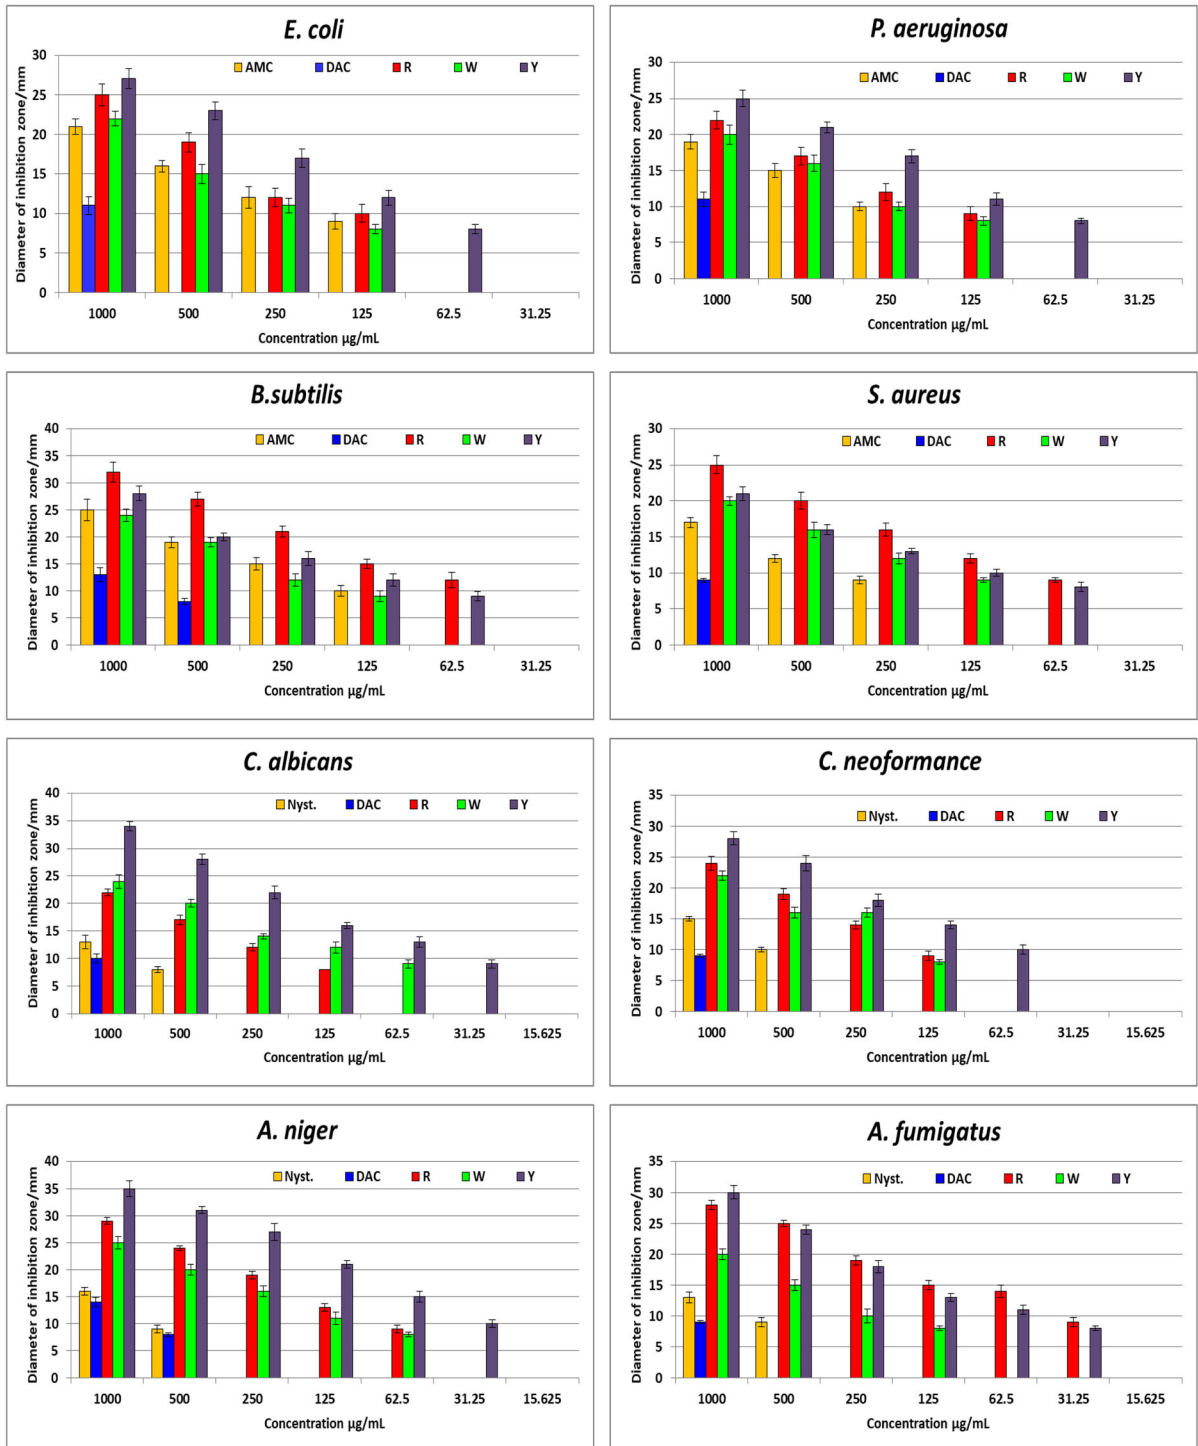 E. coli
AMC DAC R W Y
Diameter of inhibition zone/mm
30
25
20
15
10
5
0
1000 500 250 125 62.5 31.25
Concentration µg/mL
P. aeruginosa
AMC DAC R W Y
Diameter of inhibition zone/mm
30
25
20
15
10
5
0
1000 500 250 125 62.5 31.25
Concentration µg/mL
B.subtilis
AMC DAC R W Y
Diameter of inhibition zone/mm
40
35
30
25
20
15
10
5
0
1000 500 250 125 62.5 31.25
Concentration µg/mL
S. aureus
AMC DAC R W Y
Diameter of inhibition zone/mm
30
25
20
15
10
5
0
1000 500 250 125 62.5 31.25
Concentration µg/mL
C. albicans
Nyst. DAC R W Y
Diameter of inhibition zone/mm
40
35
30
25
20
15
10
5
0
1000 500 250 125 62.5 31.25 15.625
Concentration µg/mL
C. neoformance
Nyst. DAC R W Y
Diameter of inhibition zone/mm
35
30
25
20
15
10
5
0
1000 500 250 125 62.5 31.25 15.625
Concentration µg/mL
A. niger
Nyst. DAC R W Y
Diameter of inhibition zone/mm
40
35
30
25
20
15
10
5
0
1000 500 250 125 62.5 31.25 15.625
Concentration µg/mL
A. fumigatus
Nyst. DAC R W Y
Diameter of inhibition zone/mm
35
30
25
20
15
10
5
0
1000 500 250 125 62.5 31.25 15.625
Concentration µg/mL